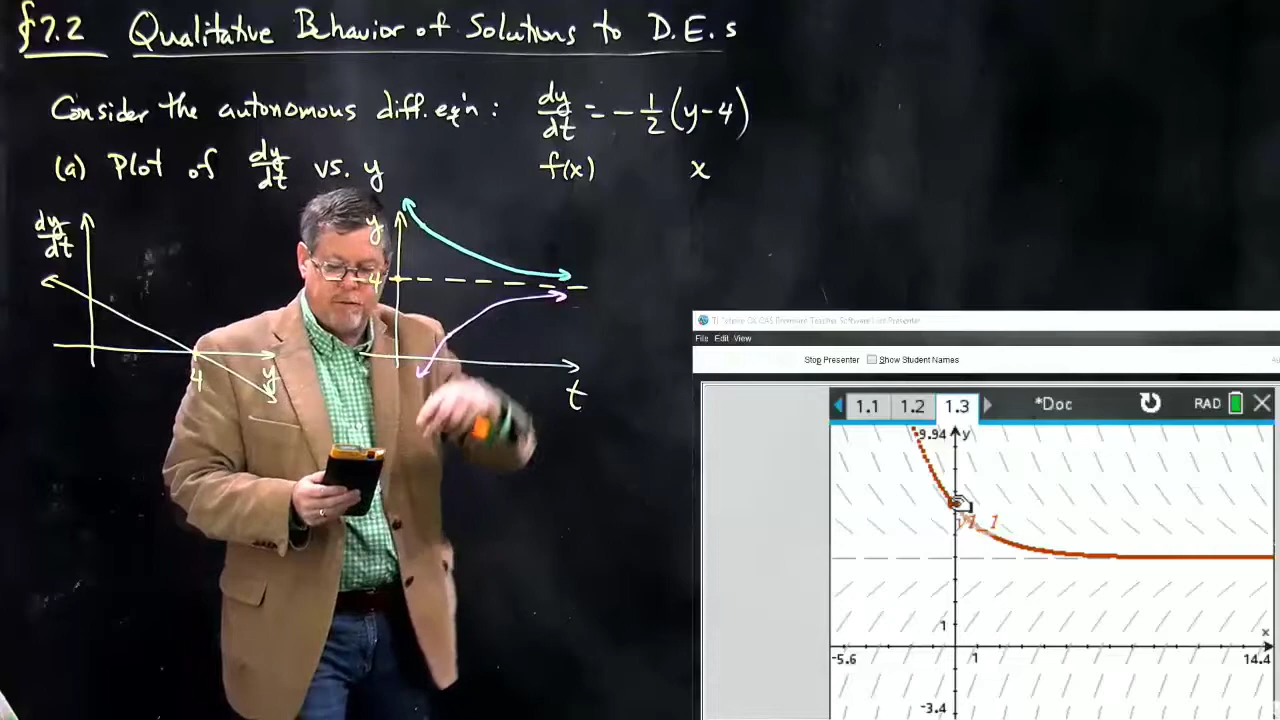 §7.2 Qualitative Behavior of Solutions to D.E.s
Consider the autonomous diff. eq'n: dy/dt = -1/2 (y-4)
(a) Plot of dy/dt vs. y f(x) x
dy/dt
4
y
y
4
t
File Edit View
Stop Presenter Show Student Names
1.1 1.2 1.3 *Doc RAD
9.94 y
1
x
-5.6 1 14.4
-3.4